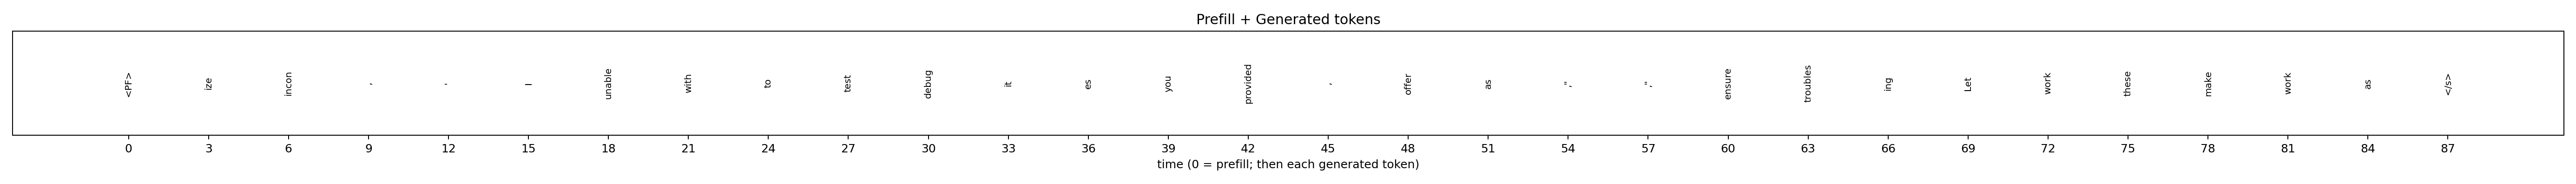 Prefill + Generated tokens
<PF> ize incon , . I unable with to test debug it es you provided , offer as ”, ”, ensure troubles ing Let work these make work as </s>
0 3 6 9 12 15 18 21 24 27 30 33 36 39 42 45 48 51 54 57 60 63 66 69 72 75 78 81 84 87
time (0 = prefill; then each generated token)